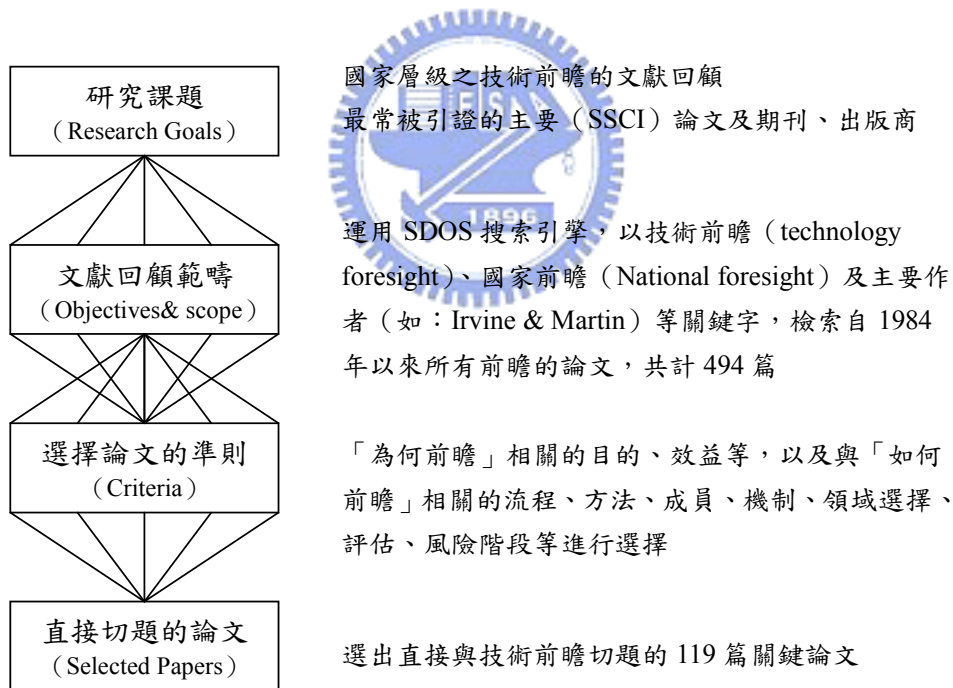 研究課題
（Research Goals）
國家層級之技術前瞻的文獻回顧
最常被引證的主要（SSCI）論文及期刊、出版商
1896
文獻回顧範疇
（Objectives& scope）
運用 SDOS 搜索引擎，以技術前瞻（technology
foresight）、國家前瞻（National foresight）及主要作
者（如：Irvine & Martin）等關鍵字，檢索自 1984
年以來所有前瞻的論文，共計 494 篇
選擇論文的準則
（Criteria）
「為何前瞻」相關的目的、效益等，以及與「如何
前瞻」相關的流程、方法、成員、機制、領域選擇、
評估、風險階段等進行選擇
直接切題的論文
（Selected Papers）
選出直接與技術前瞻切題的 119 篇關鍵論文